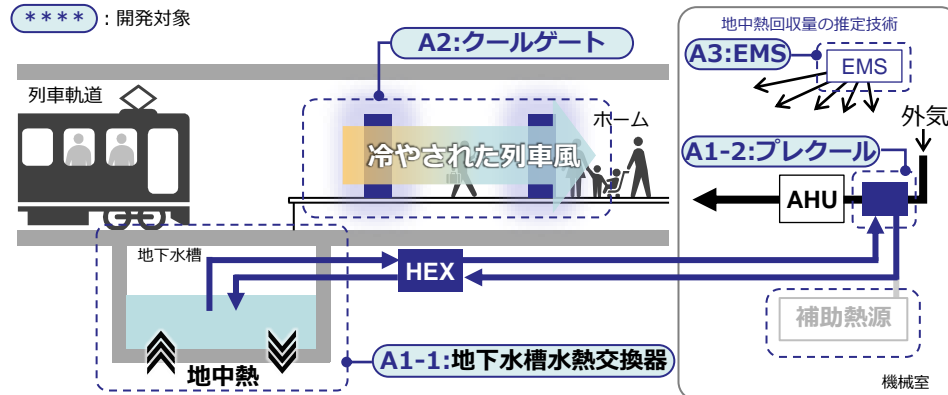 ****：開発対象
A2:クールゲート
地中熱回収量の推定技術
A3:EMS
EMS
列車軌道
ホーム
外気
冷やされた列車風
A1-2:プレクール
AHU
地下水槽
HEX
補助熱源
地中熱
A1-1:地下水槽水熱交換器
機械室